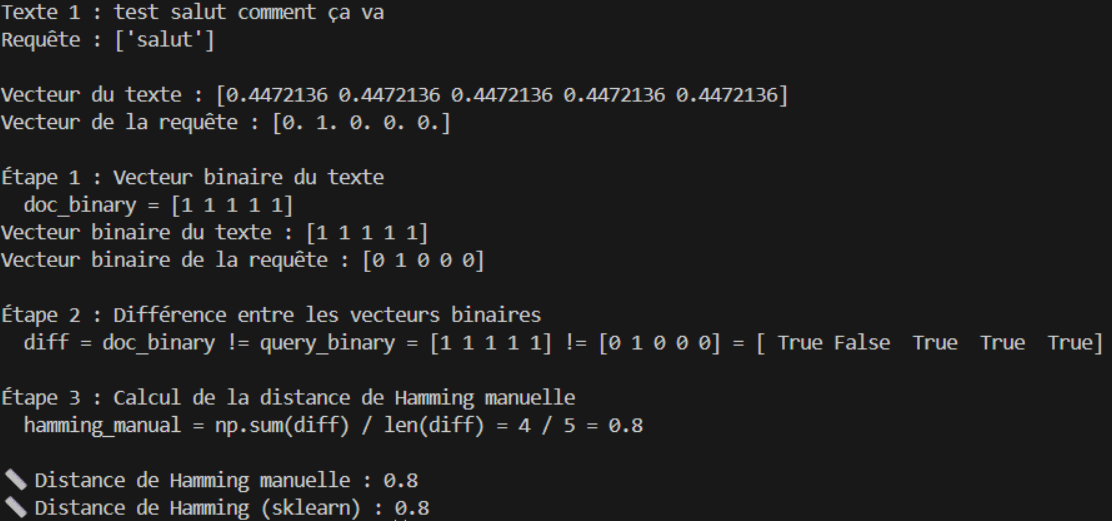 Texte 1 : test salut comment ça va
Requête : ['salut']
Vecteur du texte : [0.4472136 0.4472136 0.4472136 0.4472136 0.4472136]
Vecteur de la requête : [0. 1. 0. 0. 0.]
Étape 1 : Vecteur binaire du texte
  doc_binary = [1 1 1 1 1]
Vecteur binaire du texte : [1 1 1 1 1]
Vecteur binaire de la requête : [0 1 0 0 0]
Étape 2 : Différence entre les vecteurs binaires
  diff = doc_binary != query_binary = [1 1 1 1 1] != [0 1 0 0 0] = [ True False  True  True  True]
Étape 3 : Calcul de la distance de Hamming manuelle
  hamming_manual = np.sum(diff) / len(diff) = 4 / 5 = 0.8
📏 Distance de Hamming manuelle : 0.8
📏 Distance de Hamming (sklearn) : 0.8